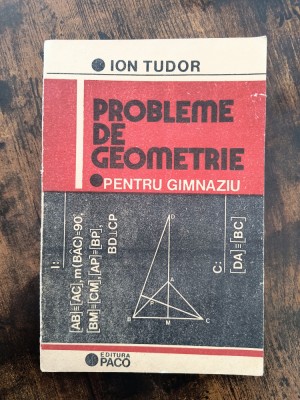 ION TUDOR
PROBLEME
DE
GEOMETRIE
PENTRU GIMNAZIU
I:
[AB]≡[AC], m(BAC)=90,
[BM]≡[CM], [AP]≡[BP],
BD⊥CP
C:
[DA]≡[BC]
D
B
M
C
EDITURA
PACO